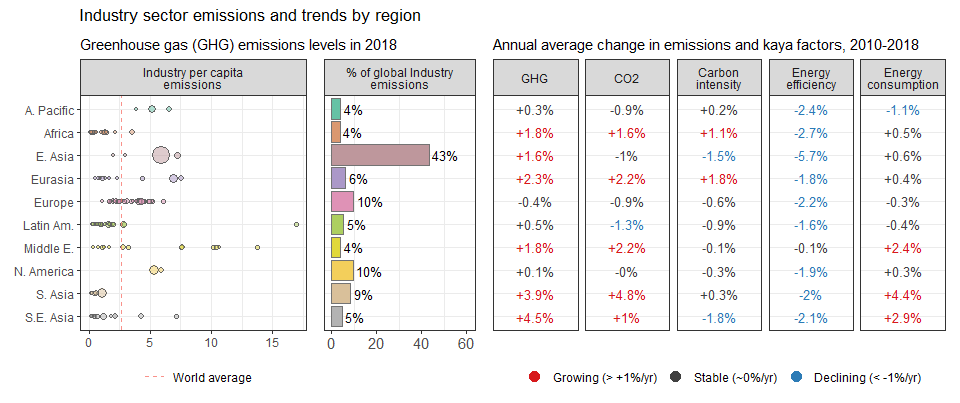 Industry sector emissions and trends by region
Greenhouse gas (GHG) emissions levels in 2018
Annual average change in emissions and kaya factors, 2010-2018
Industry per capita
emissions
% of global Industry
emissions
GHG
CO2
Carbon
intensity
Energy
efficiency
Energy
consumption
A. Pacific 4% +0.3% -0.9% +0.2% -2.4% -1.1%
Africa 4% +1.8% +1.6% +1.1% -2.7% +0.5%
E. Asia 43% +1.6% -1% -1.5% -5.7% +0.6%
Eurasia 6% +2.3% +2.2% +1.8% -1.8% +0.4%
Europe 10% -0.4% -0.9% -0.6% -2.2% -0.3%
Latin Am. 5% +0.5% -1.3% -0.9% -1.6% -0.4%
Middle E. 4% +1.8% +2.2% -0.1% -0.1% +2.4%
N. America 10% +0.1% -0% -0.3% -1.9% +0.3%
S. Asia 9% +3.9% +4.8% +0.3% -2% +4.4%
S.E. Asia 5% +4.5% +1% -1.8% -2.1% +2.9%
0 5 10 15 0 20 40 60
World average
Growing (> +1%/yr) Stable (~0%/yr) Declining (< -1%/yr)